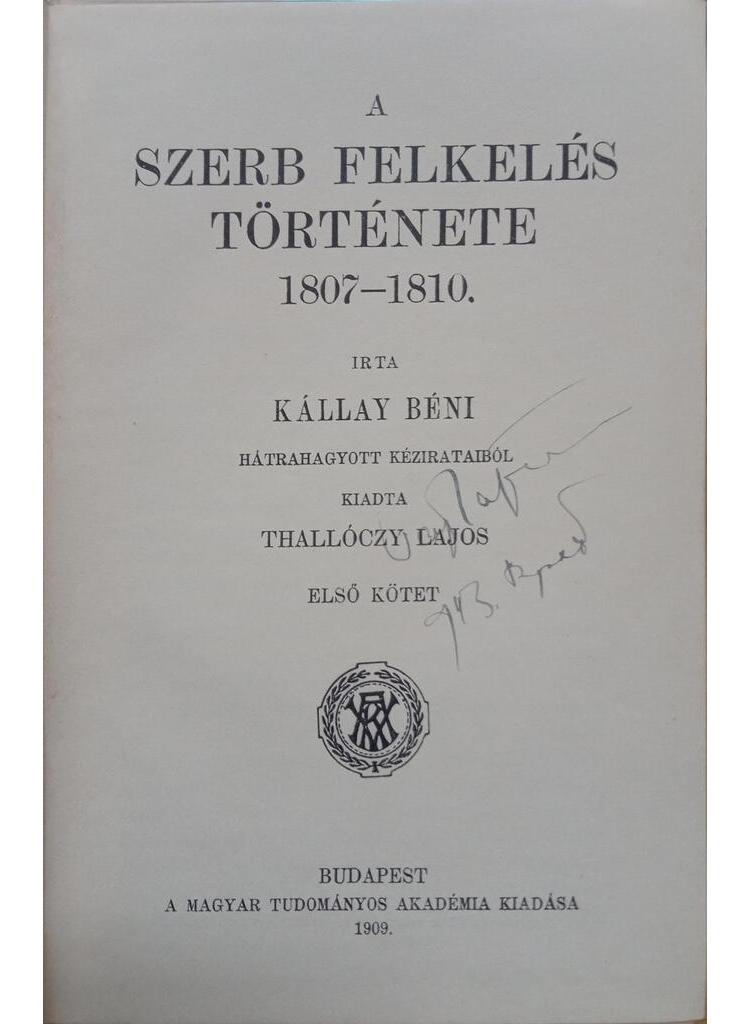 A
SZERB FELKELÉS
TÖRTÉNETE
1807–1810.
IRTA
KÁLLAY BÉNI
HÁTRAHAGYOTT KÉZIRATAIBÓL
KIADTA
THALLÓCZY LAJOS
ELSŐ KÖTET
BUDAPEST
A MAGYAR TUDOMÁNYOS AKADÉMIA KIADÁSA
1909.